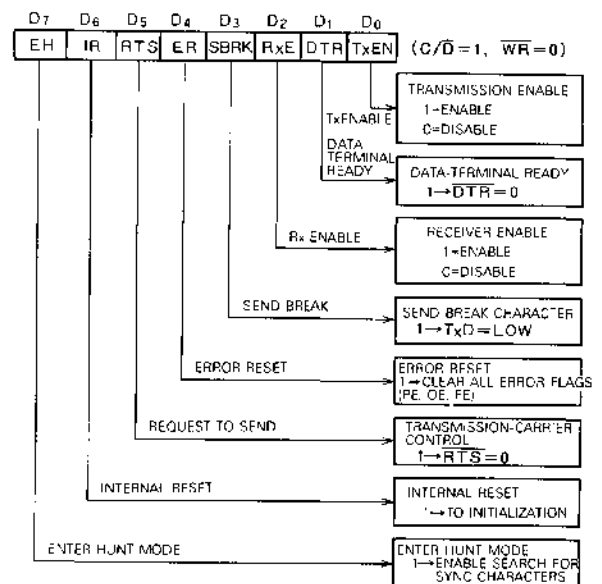 D7 D6 D5 D4 D3 D2 D1 D0
EH IR RTS ER SBRK RxE DTR TxEN (C/D̅=1, W̅R̅=0)
TRANSMISSION ENABLE
1=ENABLE
0=DISABLE
TxENABLE
DATA
TERMINAL
READY
DATA-TERMINAL READY
1→D̅T̅R̅=0
Rx ENABLE
RECEIVER ENABLE
1=ENABLE
0=DISABLE
SEND BREAK
SEND BREAK CHARACTER
1→TxD=LOW
ERROR RESET
ERROR RESET
1→CLEAR ALL ERROR FLAGS
(PE, OE, FE)
REQUEST TO SEND
TRANSMISSION-CARRIER
CONTROL
1→R̅T̅S̅=0
INTERNAL RESET
INTERNAL RESET
1→TO INITIALIZATION
ENTER HUNT MODE
ENTER HUNT MODE
1→ENABLE SEARCH FOR
SYNC CHARACTERS